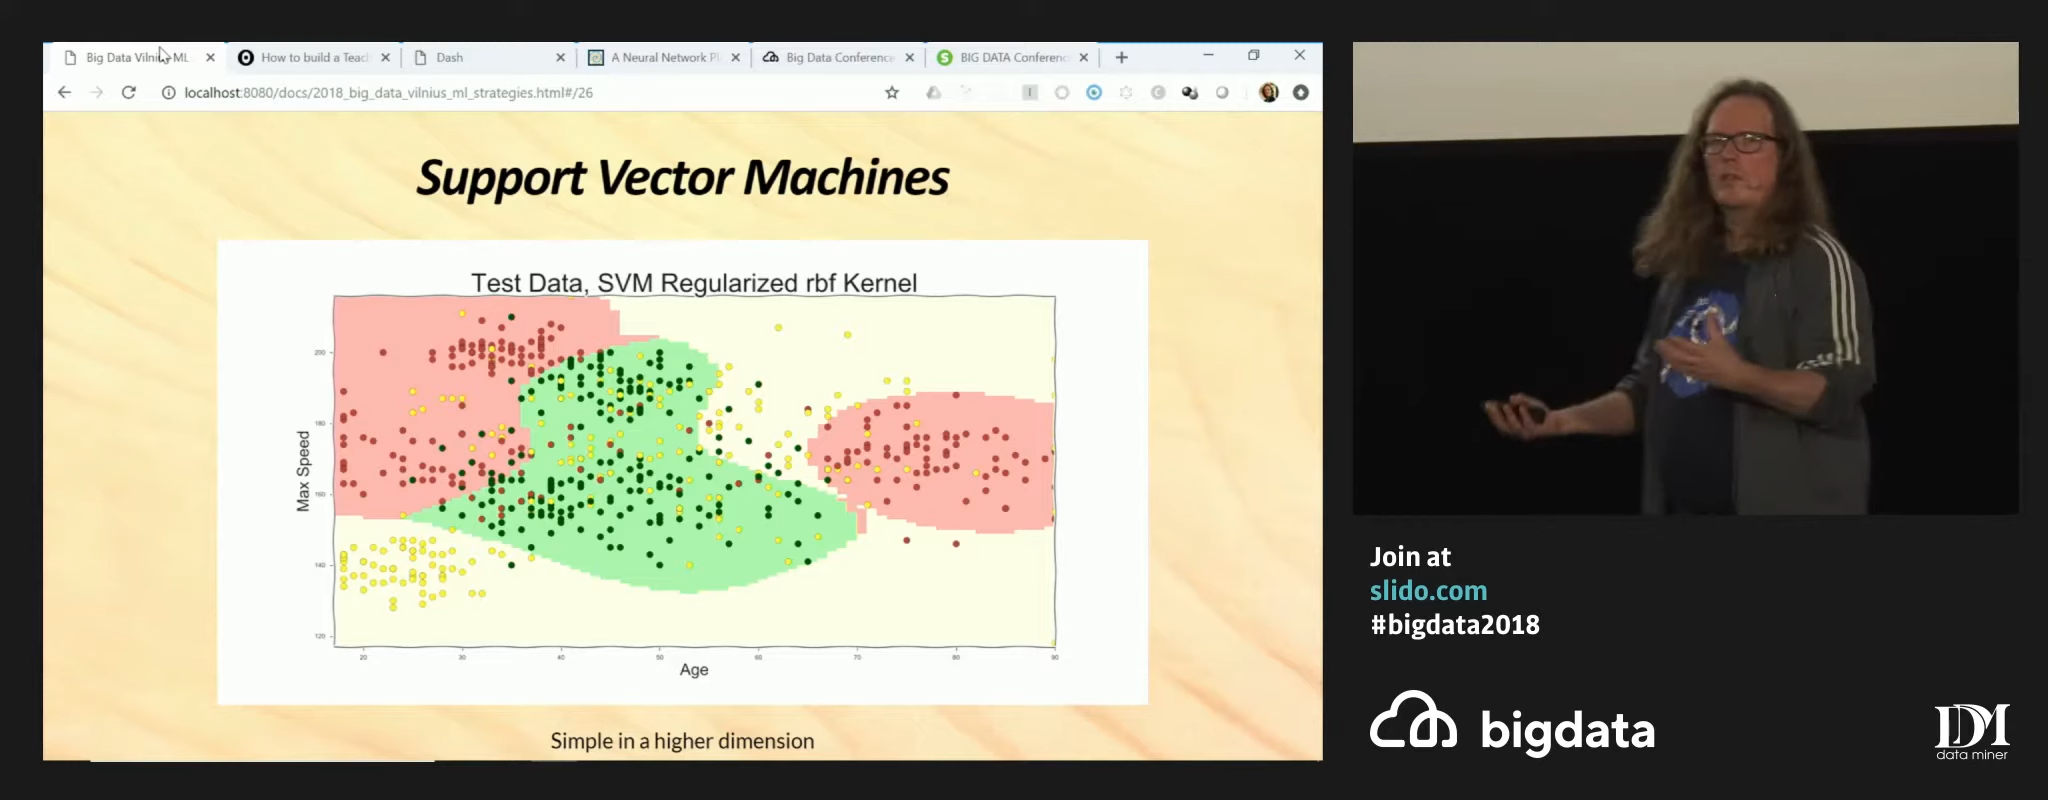 Big Data Vilni ML
How to build a Teac
Dash
A Neural Network Pl
Big Data Conference
BIG DATA Conferenc
localhost:8080/docs/2018_big_data_vilnius_ml_strategies.html#/26
Support Vector Machines
Test Data, SVM Regularized rbf Kernel
200
180
160
140
120
Max Speed
20 30 40 50 60 70 80 90
Age
Simple in a higher dimension
Join at
slido.com
#bigdata2018
bigdata
DM
data miner